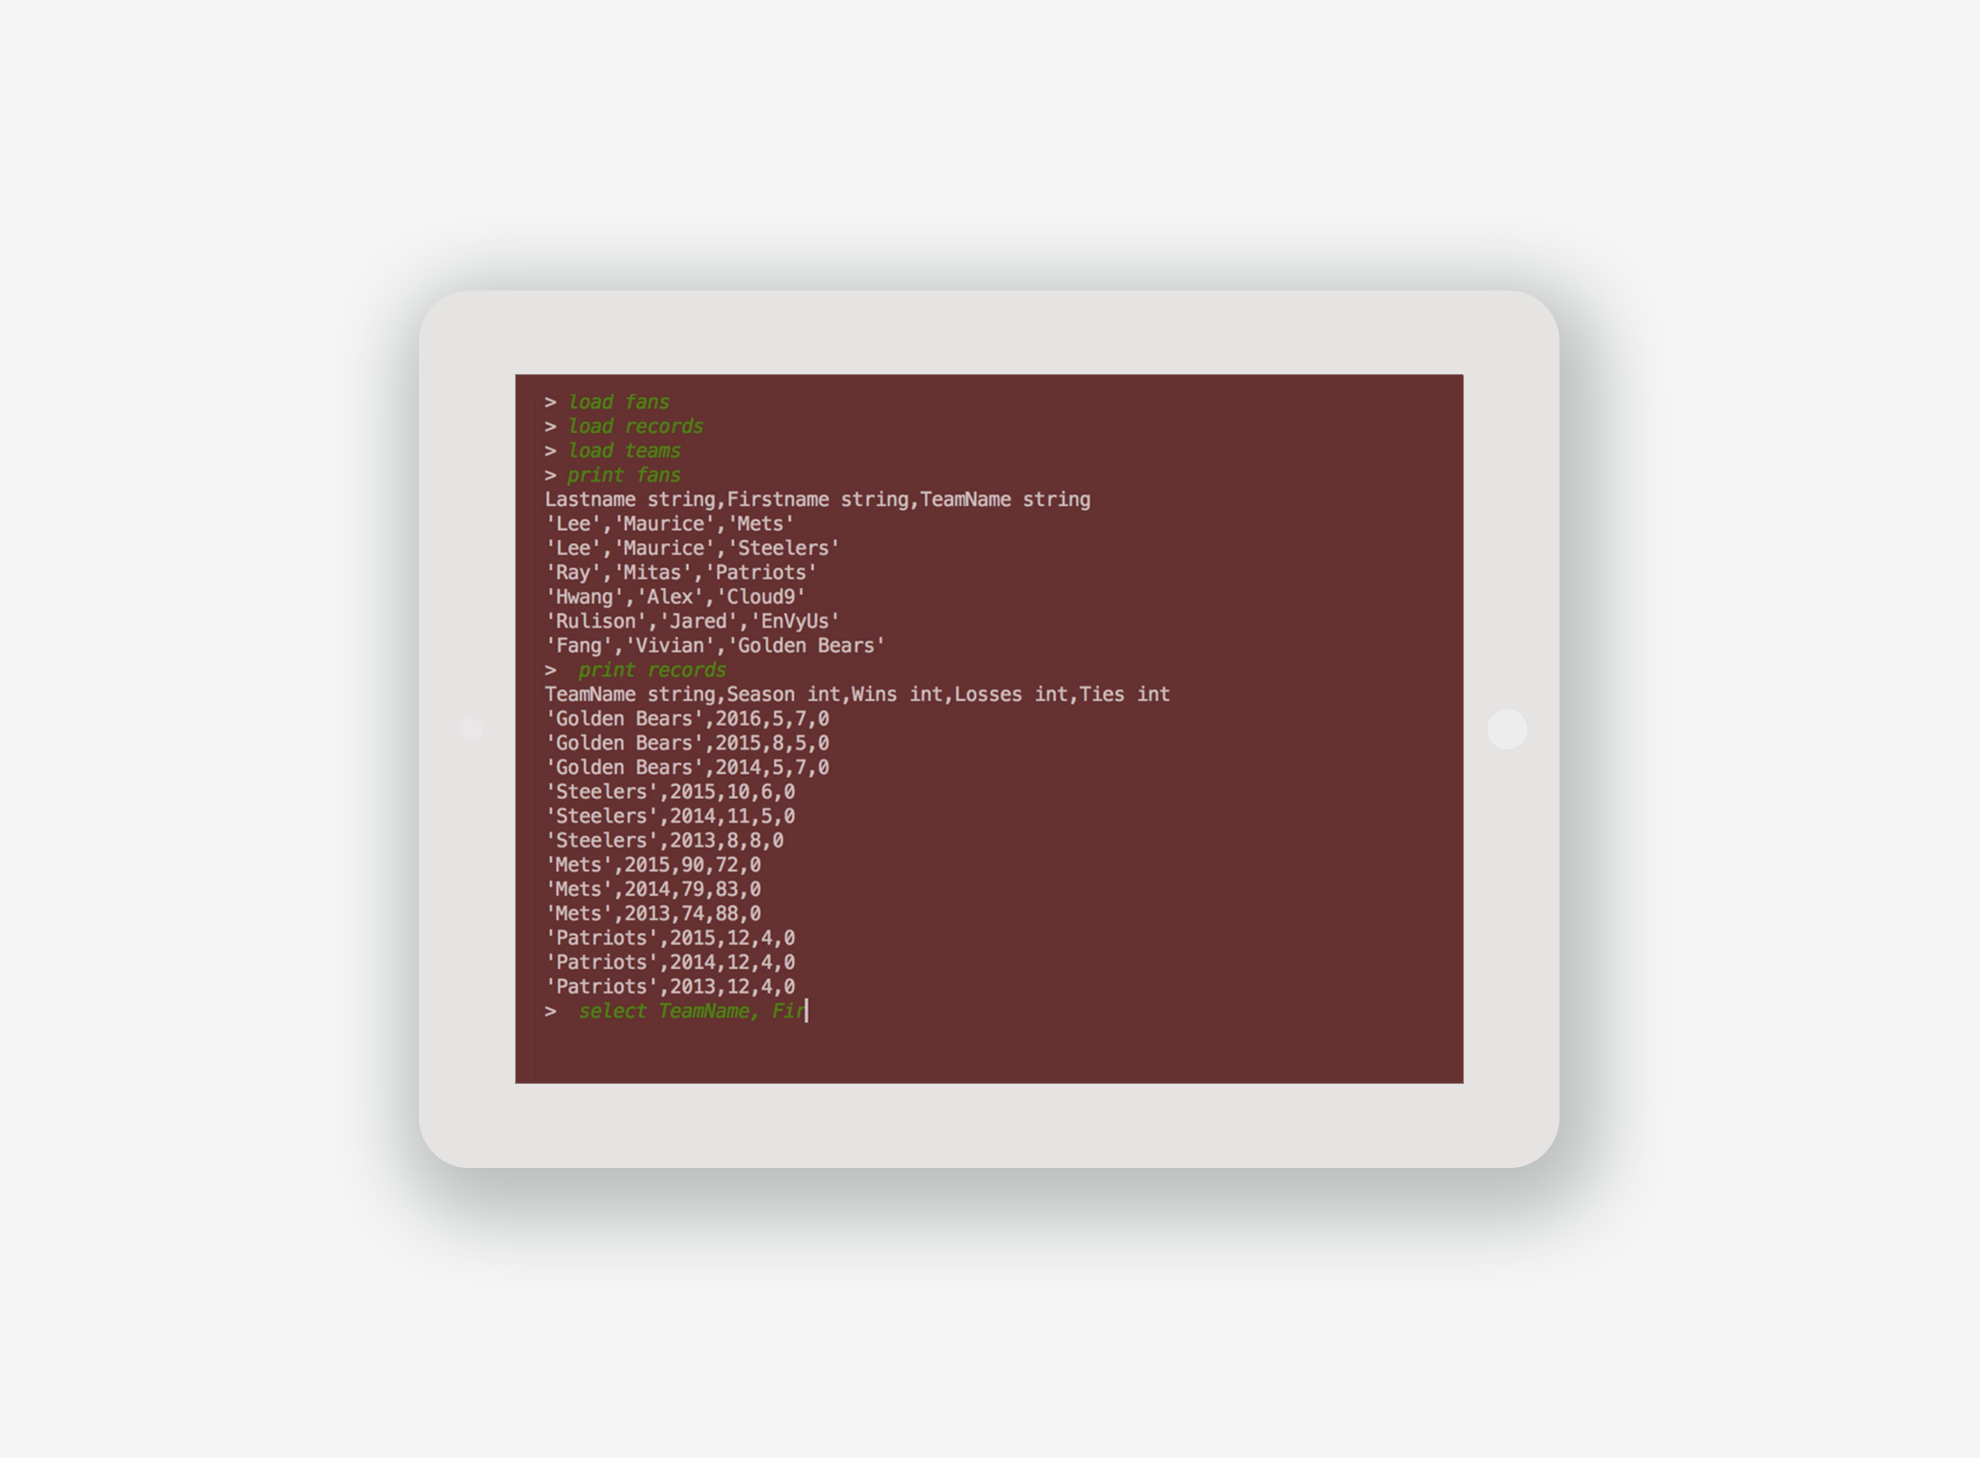 > load fans
> load records
> load teams
> print fans
Lastname string,Firstname string,TeamName string
'Lee','Maurice','Mets'
'Lee','Maurice','Steelers'
'Ray','Mitas','Patriots'
'Hwang','Alex','Cloud9'
'Rulison','Jared','EnVyUs'
'Fang','Vivian','Golden Bears'
>  print records
TeamName string,Season int,Wins int,Losses int,Ties int
'Golden Bears',2016,5,7,0
'Golden Bears',2015,8,5,0
'Golden Bears',2014,5,7,0
'Steelers',2015,10,6,0
'Steelers',2014,11,5,0
'Steelers',2013,8,8,0
'Mets',2015,90,72,0
'Mets',2014,79,83,0
'Mets',2013,74,88,0
'Patriots',2015,12,4,0
'Patriots',2014,12,4,0
'Patriots',2013,12,4,0
>  select TeamName, Fir